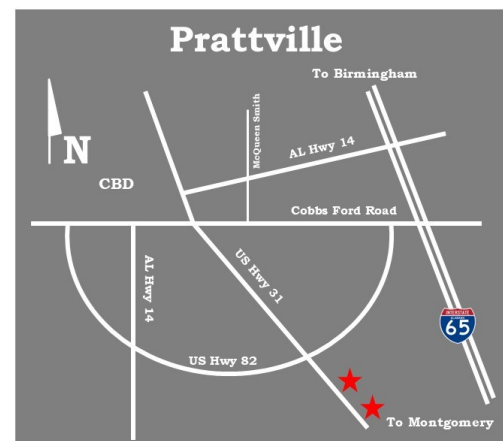 Prattville
To Birmingham
McQueen Smith
N
AL Hwy 14
CBD
Cobbs Ford Road
AL Hwy 14
US Hwy 31
INTERSTATE
65
US Hwy 82
To Montgomery